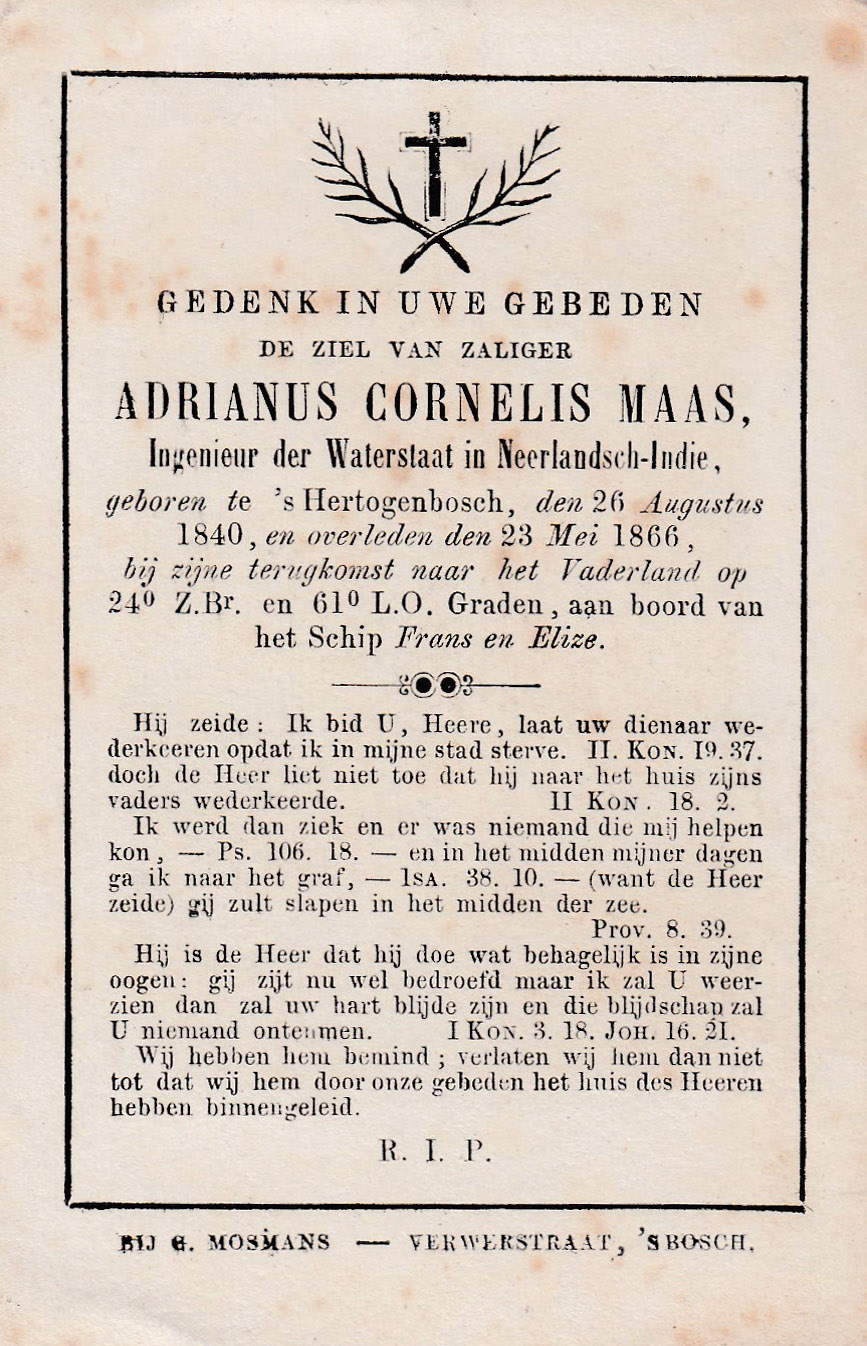 GEDENK IN UWE GEBEDEN
DE ZIEL VAN ZALIGER
ADRIANUS CORNELIS MAAS,
Ingenieur der Waterstaat in Neerlandsch-Indie,
geboren te 's Hertogenbosch, den 26 Augustus
1840, en overleden den 23 Mei 1866,
bij zijne terugkomst naar het Vaderland op
24º Z.Br. en 61º L.O. Graden, aan boord van
het Schip Frans en Elize.
Hij zeide: Ik bid U, Heere, laat uw dienaar we-
derkeeren opdat ik in mijne stad sterve. II. KON. 19. 37.
doch de Heer liet niet toe dat hij naar het huis zijns
vaders wederkeerde. II KON. 18. 2.
Ik werd dan ziek en er was niemand die mij helpen
kon, — Ps. 106. 18. — en in het midden mijner dagen
ga ik naar het graf, — ISA. 38. 10. — (want de Heer
zeide) gij zult slapen in het midden der zee.
Prov. 8. 39.
Hij is de Heer dat hij doe wat behagelijk is in zijne
oogen: gij zijt nu wel bedroefd maar ik zal U weer-
zien dan zal uw hart blijde zijn en die blijdschap zal
U niemand ontnemen. I KON. 3. 18. JOH. 16. 21.
Wij hebben hem bemind; verlaten wij hem dan niet
tot dat wij hem door onze gebeden het huis des Heeren
hebben binnengeleid.
R. I. P.
BIJ G. MOSMANS — VERWERSTRAAT, 'S BOSCH.